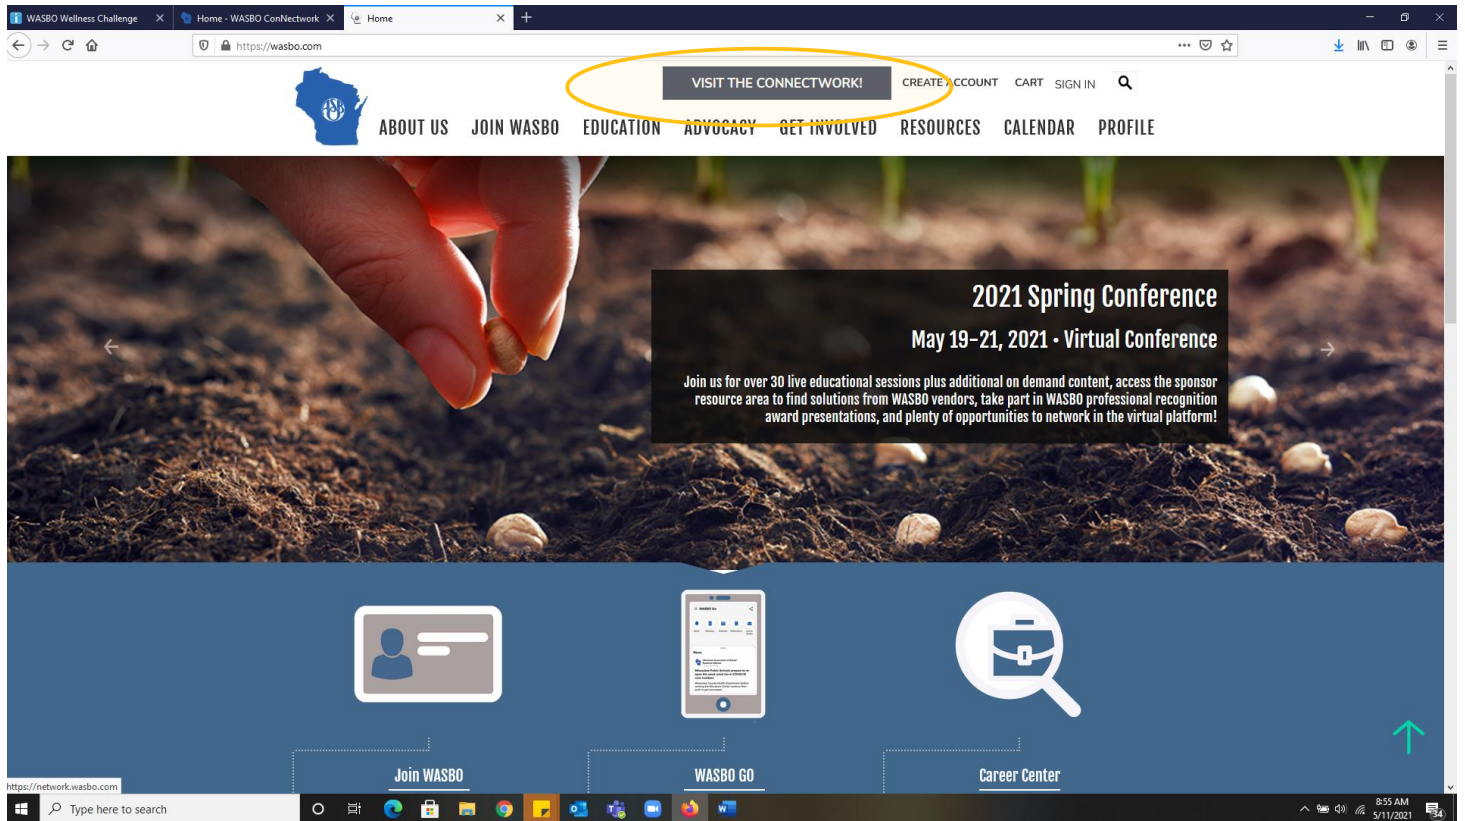 WASBO Wellness Challenge
Home - WASBO ConNectwork
Home
https://wasbo.com
VISIT THE CONNECTWORK!
CREATE ACCOUNT
CART
SIGN IN
ABOUT US
JOIN WASBO
EDUCATION
ADVOCACY
GET INVOLVED
RESOURCES
CALENDAR
PROFILE
2021 Spring Conference
May 19-21, 2021 • Virtual Conference
Join us for over 30 live educational sessions plus additional on demand content, access the sponsor
resource area to find solutions from WASBO vendors, take part in WASBO professional recognition
award presentations, and plenty of opportunities to network in the virtual platform!
WASBO Go
News
Join WASBO
WASBO GO
Career Center
https://network.wasbo.com
Type here to search
8:55 AM
5/11/2021
34